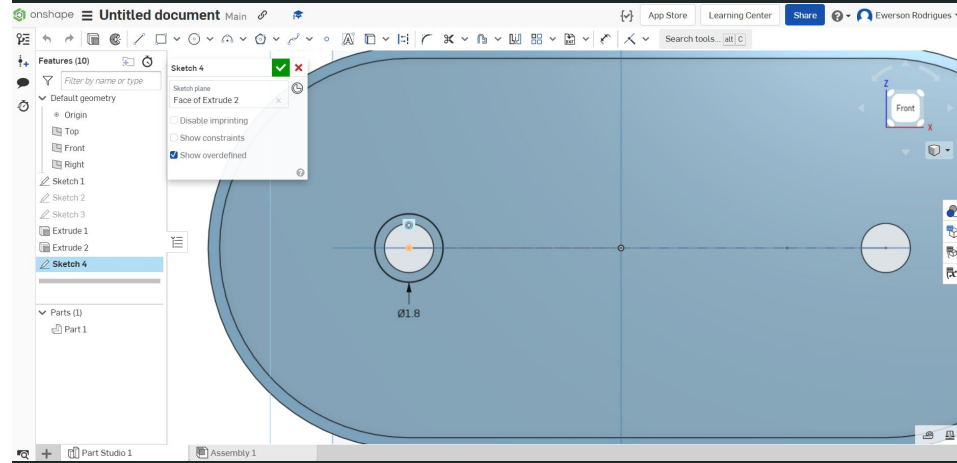 onshape Untitled document Main App Store Learning Center Share Ewerson Rodrigues
Search tools... alt C
Features (10)
Filter by name or type
Default geometry
Origin
Top
Front
Right
Sketch 1
Sketch 2
Sketch 3
Extrude 1
Extrude 2
Sketch 4
Parts (1)
Part 1
Sketch 4
Sketch plane
Face of Extrude 2
Disable imprinting
Show constraints
Show overdefined
Ø1.8
Z
Front
X
Part Studio 1 Assembly 1